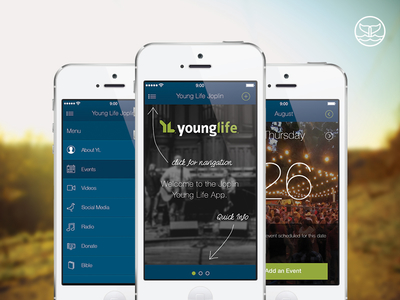 9:00
Young Life Joplin
Menu
About YL
Events
Videos
Social Media
Radio
Donate
Bible
9:00
Young Life Joplin
younglife
click for navigation
Welcome to the Joplin
Young Life App.
Quick Info
9:00
August
Thursday
26
event scheduled for this date.
Add an Event